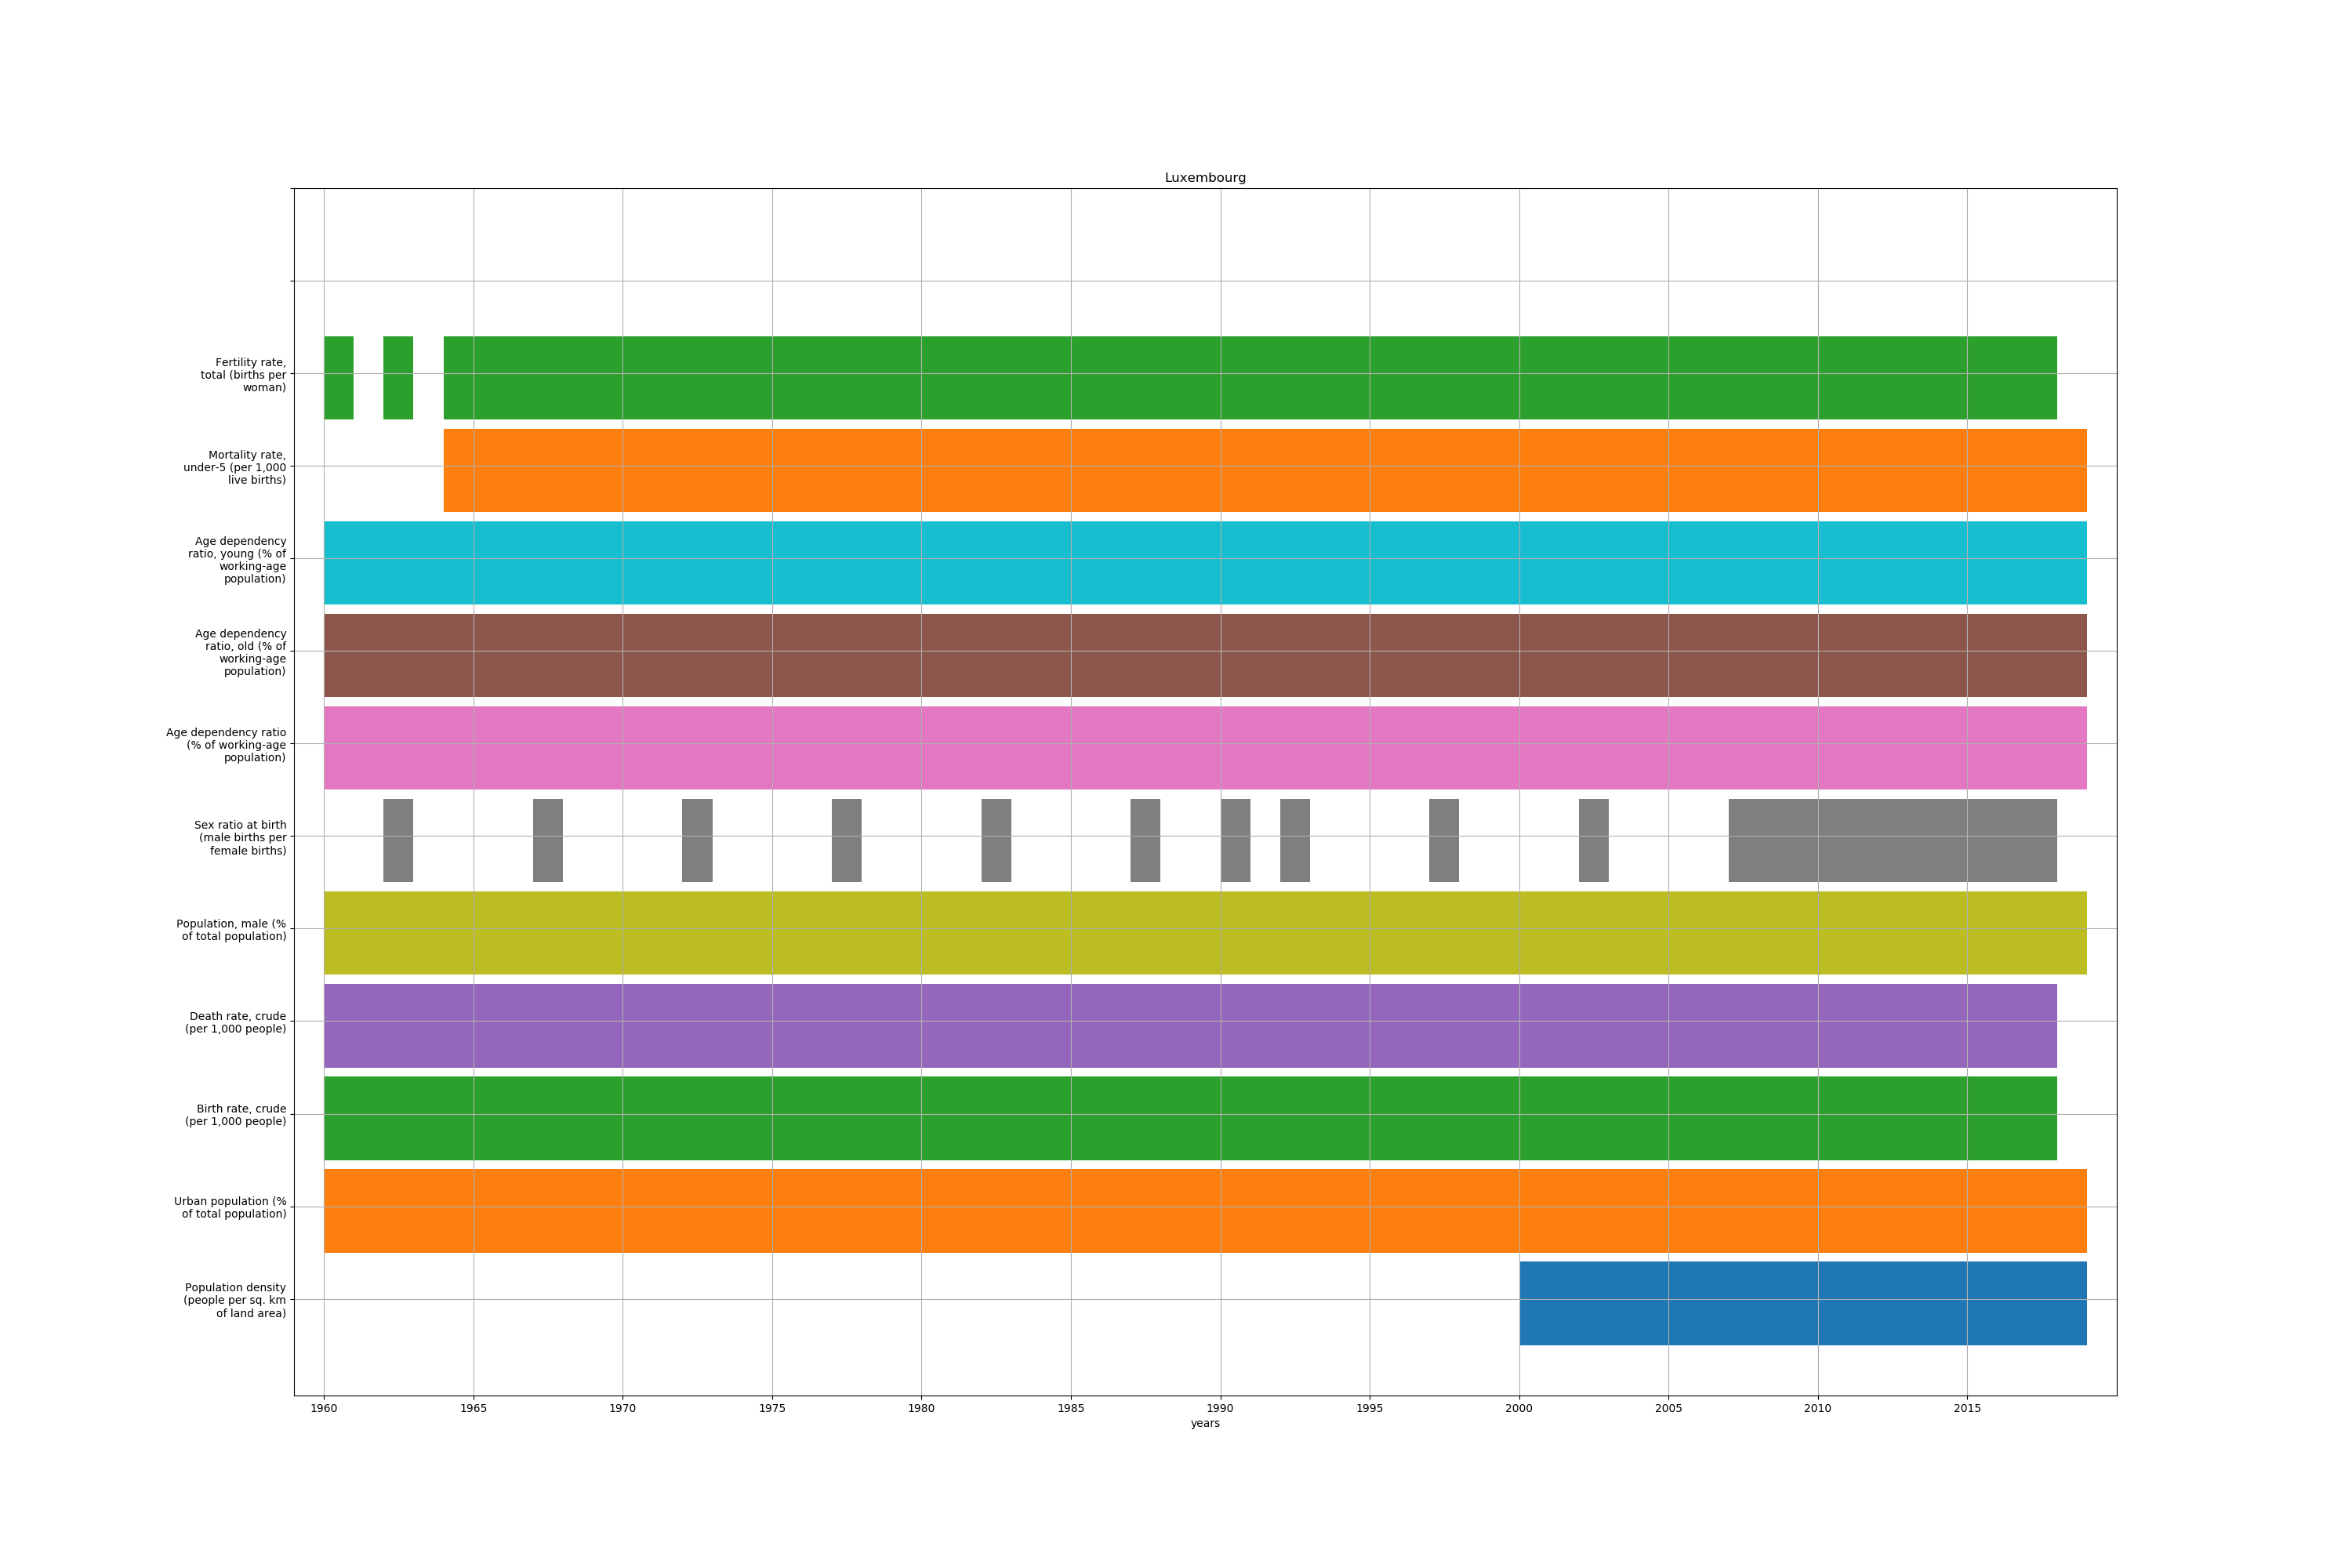 Luxembourg
Fertility rate,
total (births per
woman)
Mortality rate,
under-5 (per 1,000
live births)
Age dependency
ratio, young (% of
working-age
population)
Age dependency
ratio, old (% of
working-age
population)
Age dependency ratio
(% of working-age
population)
Sex ratio at birth
(male births per
female births)
Population, male (%
of total population)
Death rate, crude
(per 1,000 people)
Birth rate, crude
(per 1,000 people)
Urban population (%
of total population)
Population density
(people per sq. km
of land area)
1960 1965 1970 1975 1980 1985 1990 1995 2000 2005 2010 2015
years